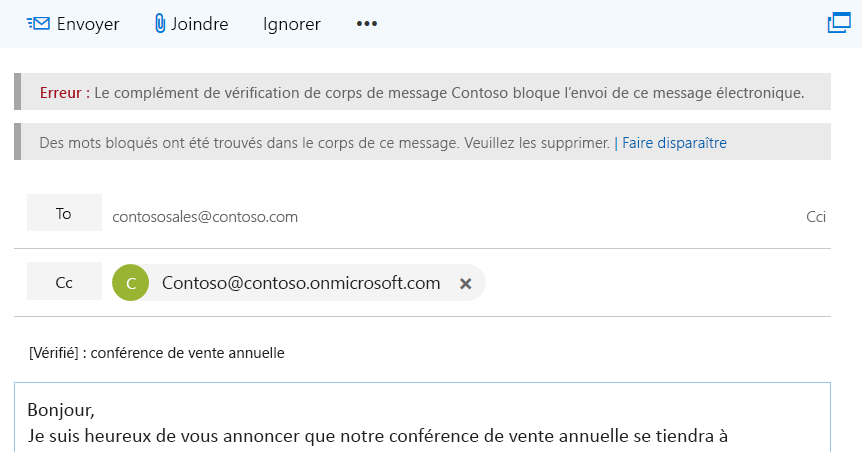 Envoyer Joindre Ignorer •••
Erreur : Le complément de vérification de corps de message Contoso bloque l’envoi de ce message électronique.
Des mots bloqués ont été trouvés dans le corps de ce message. Veuillez les supprimer. | Faire disparaître
To contososales@contoso.com Cci
Cc C Contoso@contoso.onmicrosoft.com ×
[Vérifié] : conférence de vente annuelle
Bonjour,
Je suis heureux de vous annoncer que notre conférence de vente annuelle se tiendra à